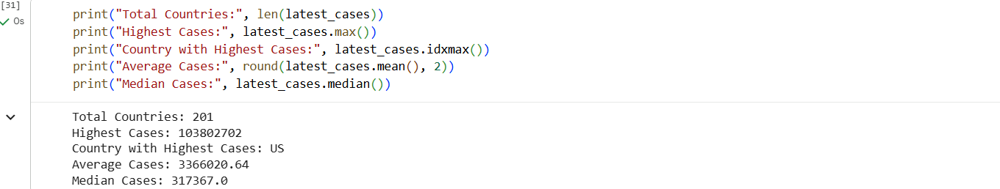 [31]
0s
print("Total Countries:", len(latest_cases))
print("Highest Cases:", latest_cases.max())
print("Country with Highest Cases:", latest_cases.idxmax())
print("Average Cases:", round(latest_cases.mean(), 2))
print("Median Cases:", latest_cases.median())
Total Countries: 201
Highest Cases: 103802702
Country with Highest Cases: US
Average Cases: 3366020.64
Median Cases: 317367.0